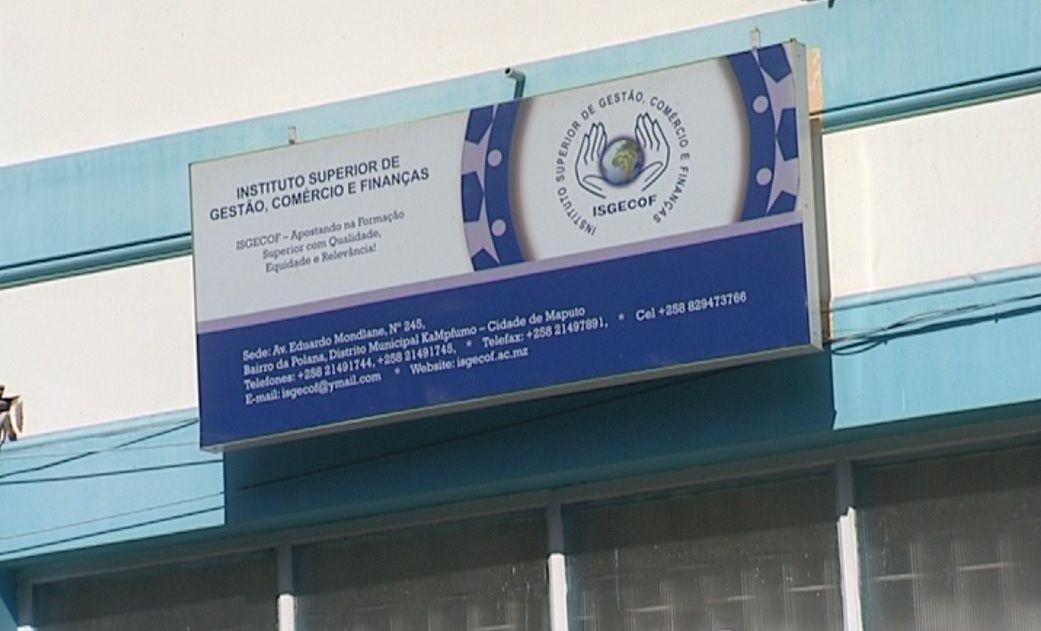 INSTITUTO SUPERIOR DE
GESTÃO, COMÉRCIO E FINANÇAS
ISGECOF – Apostando na Formação
Superior com Qualidade,
Equidade e Relevância!
INSTITUTO SUPERIOR DE GESTÃO, COMÉRCIO E FINANÇAS
ISGECOF
Sede: Av. Eduardo Mondlane, Nº 245,
Bairro da Polana, Distrito Municipal KaMpfumo – Cidade de Maputo
Telefones: +258 21491744, +258 21491745, * Telefax: +258 21497891, * Cel +258 829473766
E-mail: isgecof@ymail.com * Website: isgecof.ac.mz